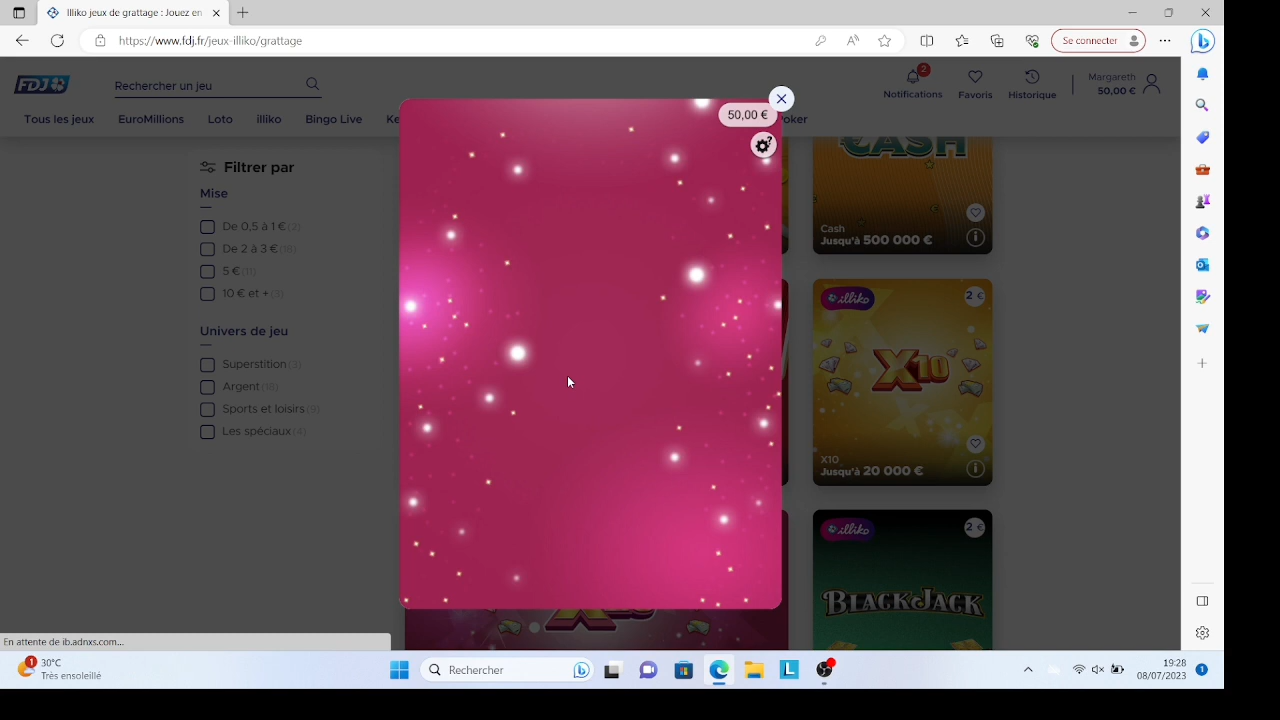 Illiko jeux de grattage : Jouez en
https://www.fdj.fr/jeux-illiko/grattage
Se connecter
FDJ
Rechercher un jeu
2
Notifications
Favoris
Historique
Margareth
50,00 €
Tous les jeux
EuroMillions
Loto
illiko
Bingo Live
Ke
oker
50,00 €
?
Filtrer par
Mise
De 0,5 à 1 € (2)
De 2 à 3 € (18)
5 € (11)
10 € et + (3)
Univers de jeu
Superstition (3)
Argent (18)
Sports et loisirs (9)
Les spéciaux (4)
CASH
Cash
Jusqu'à 500 000 €
illiko
2 €
X10
X10
Jusqu'à 20 000 €
illiko
2 €
BLACKJACK
En attente de ib.adnxs.com...
1
30°C
Très ensoleillé
Rechercher
19:28
08/07/2023
1